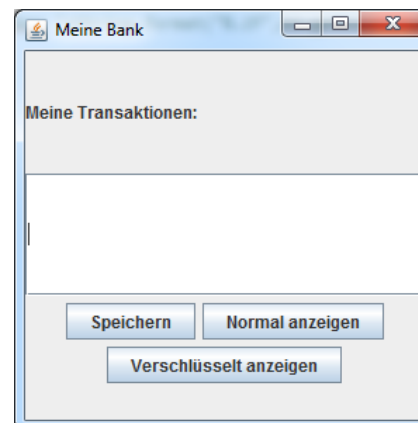 Meine Bank
Meine Transaktionen:
Speichern Normal anzeigen
Verschlüsselt anzeigen